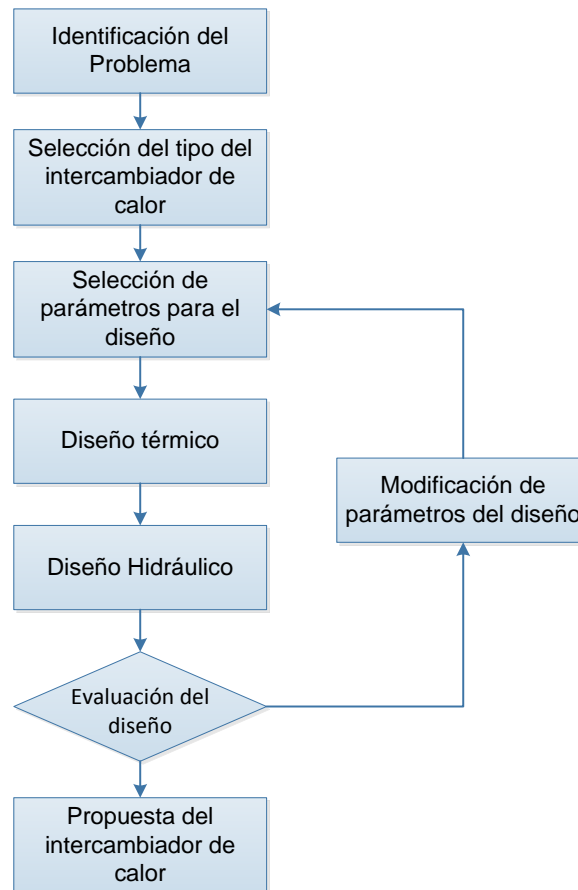 Identificación del
Problema
Selección del tipo del
intercambiador de
calor
Selección de
parámetros para el
diseño
Diseño térmico
Modificación de
parámetros del diseño
Diseño Hidráulico
Evaluación del
diseño
Propuesta del
intercambiador de
calor